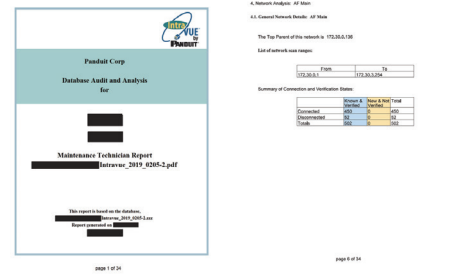 Intra
VUE
by
PANDUIT
Panduit Corp
Database Audit and Analysis
for
Maintenance Technician Report
Intravue_2019_0205-2.pdf
This report is based on the database,
Intravue_2019_0205-2.zee
Report generated on
page 1 of 34
4. Network Analysis: AF Main
4.1. General Network Details: AF Main
The Top Parent of this network is 172.30.0.138
List of network scan ranges:
From To
172.30.0.1 172.30.3.254
Summary of Connection and Verification States:
Known & Verified New & Not Verified Total
Connected 450 0 450
Disconnected 52 0 52
Totals 0
page 6 of 34